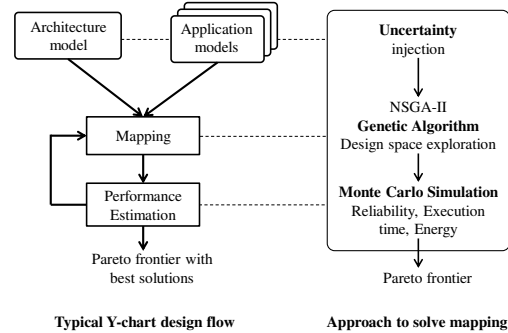 Architecture
model
Application
models
Mapping
Performance
Estimation
Pareto frontier with
best solutions
Typical Y-chart design flow
Uncertainty
injection
NSGA-II
Genetic Algorithm
Design space exploration
Monte Carlo Simulation
Reliability, Execution
time, Energy
Pareto frontier
Approach to solve mapping